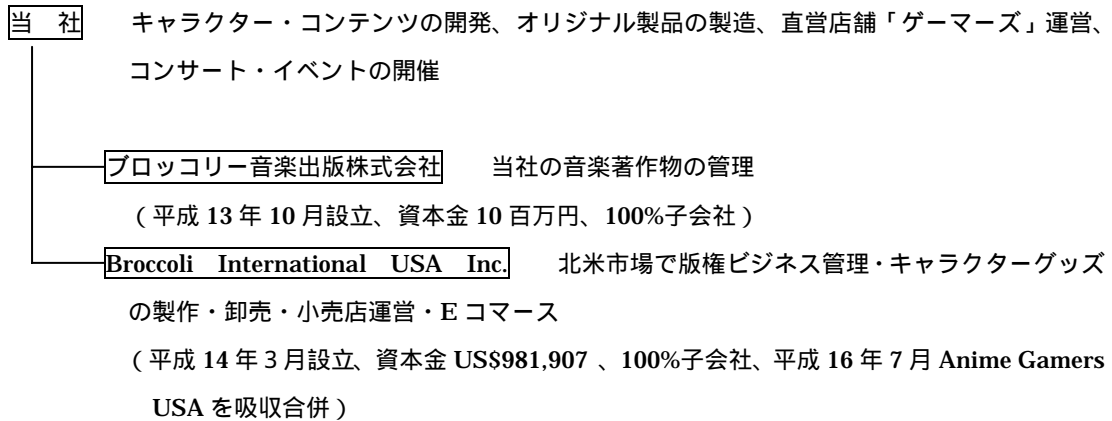 当　社　　キャラクター・コンテンツの開発、オリジナル製品の製造、直営店舗「ゲーマーズ」運営、
コンサート・イベントの開催
ブロッコリー音楽出版株式会社　　当社の音楽著作物の管理
（平成 13 年 10 月設立、資本金 10 百万円、100%子会社）
Broccoli International USA Inc.　　北米市場で版権ビジネス管理・キャラクターグッズ
の製作・卸売・小売店運営・E コマース
（平成 14 年３月設立、資本金 US$981,907 、100%子会社、平成 16 年 7 月 Anime Gamers
USA を吸収合併）